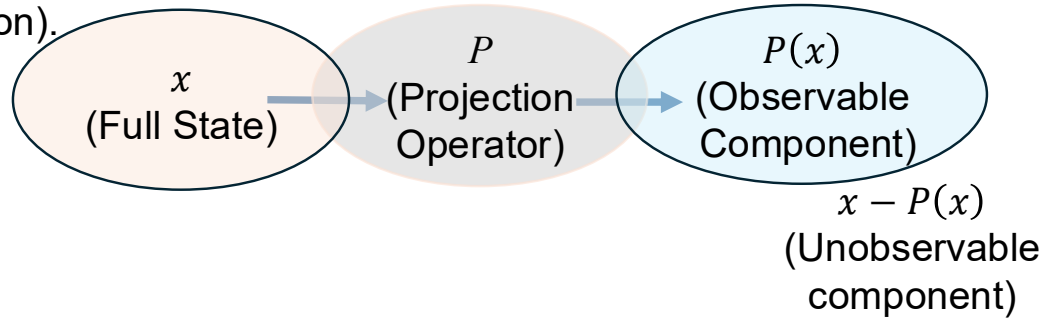 on).
x
(Full State)
P
(Projection
Operator)
P(x)
(Observable
Component)
x − P(x)
(Unobservable
component)